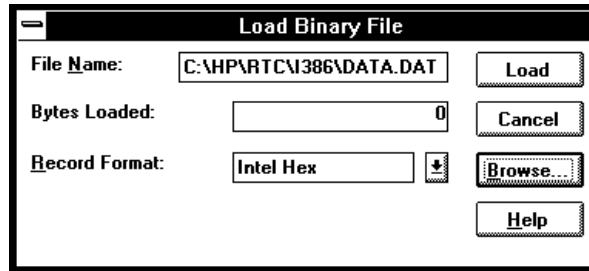 Load Binary File
File Name: C:\HP\RTC\I386\DATA.DAT Load
Bytes Loaded: 0 Cancel
Record Format: Intel Hex Browse...
Help